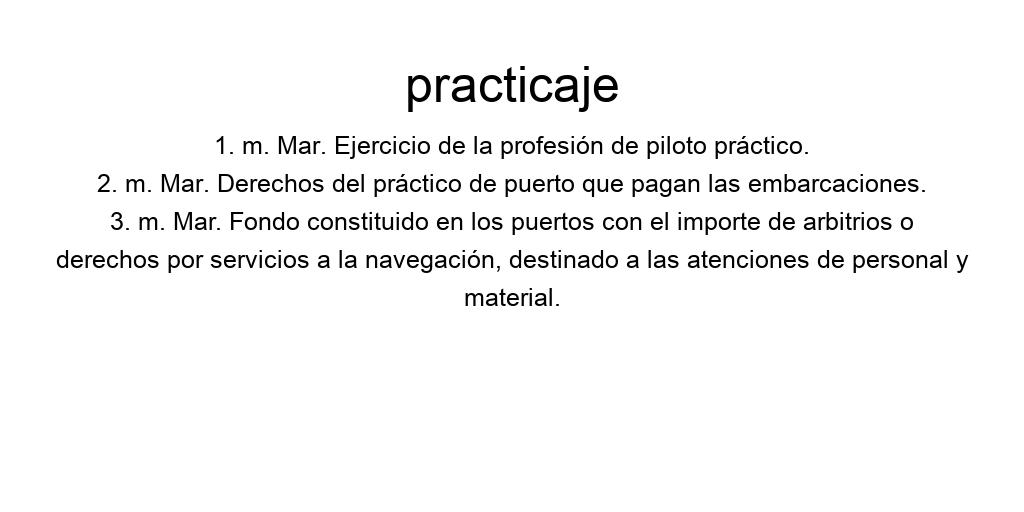 practicaje
1. m. Mar. Ejercicio de la profesión de piloto práctico.
2. m. Mar. Derechos del práctico de puerto que pagan las embarcaciones.
3. m. Mar. Fondo constituido en los puertos con el importe de arbitrios o
derechos por servicios a la navegación, destinado a las atenciones de personal y
material.